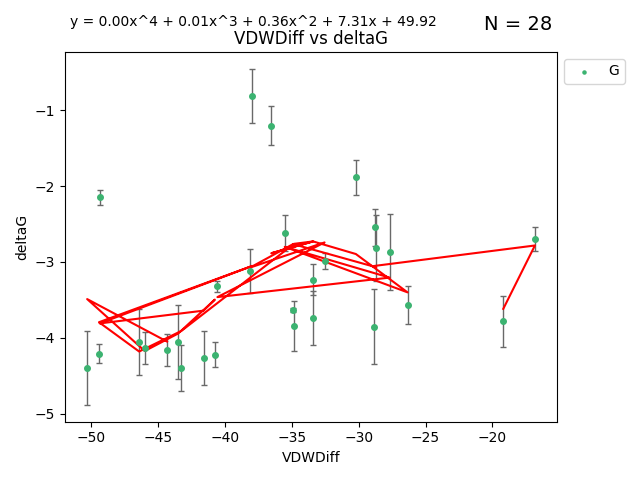 y = 0.00x^4 + 0.01x^3 + 0.36x^2 + 7.31x + 49.92
N = 28
VDWDiff vs deltaG
G
−1
−2
−3
−4
−5
deltaG
−50 −45 −40 −35 −30 −25 −20
VDWDiff